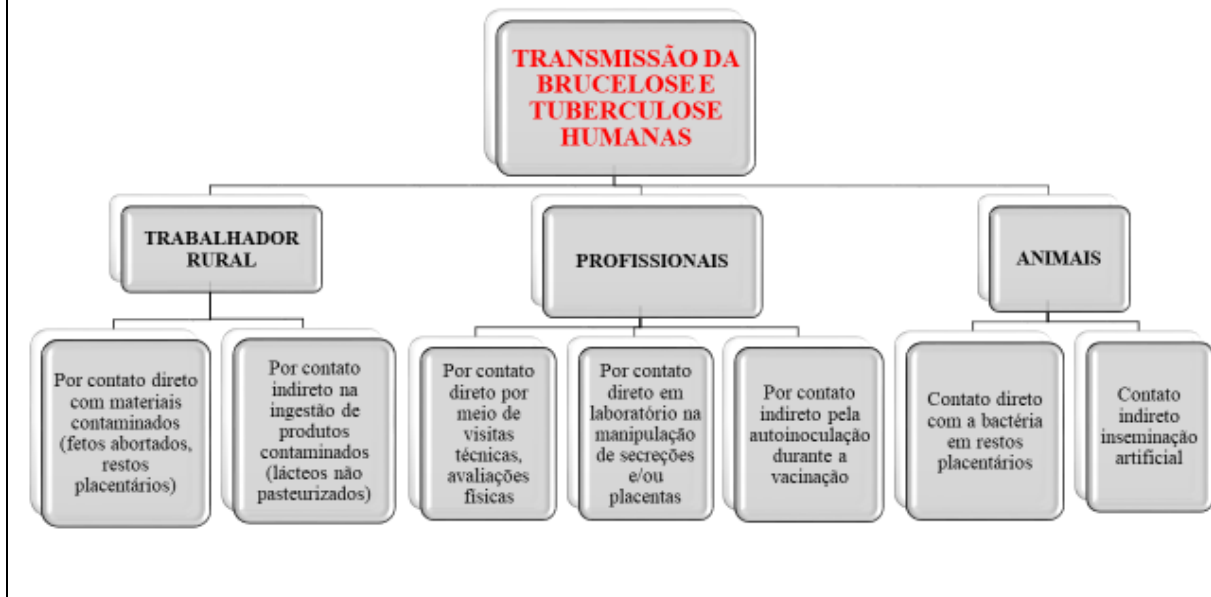 TRANSMISSÃO DA
BRUCELOSE E
TUBERCULOSE
HUMANAS
TRABALHADOR
RURAL
PROFISSIONAIS
ANIMAIS
Por contato direto
com materiais
contaminados
(fetos abortados,
restos
placentários)
Por contato
indireto na
ingestão de
produtos
contaminados
(lácteos não
pasteurizados)
Por contato
direto por
meio de
visitas
técnicas,
avaliações
físicas
Por contato
direto em
laboratório na
manipulação
de secreções
e/ou
placentas
Por contato
indireto pela
autoinoculação
durante a
vacinação
Contato direto
com a bactéria
em restos
placentários
Contato
indireto
inseminação
artificial